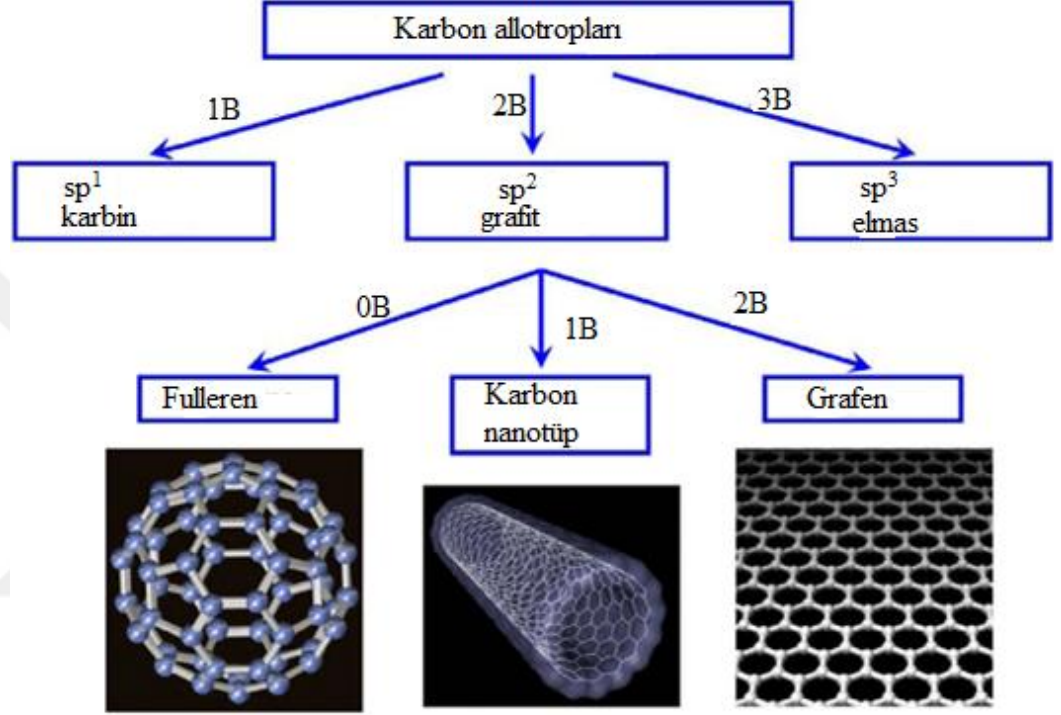 Karbon allotropları
1B
2B
3B
sp¹
karbin
sp²
grafit
sp³
elmas
0B
1B
2B
Fulleren
Karbon
nanotüp
Grafen